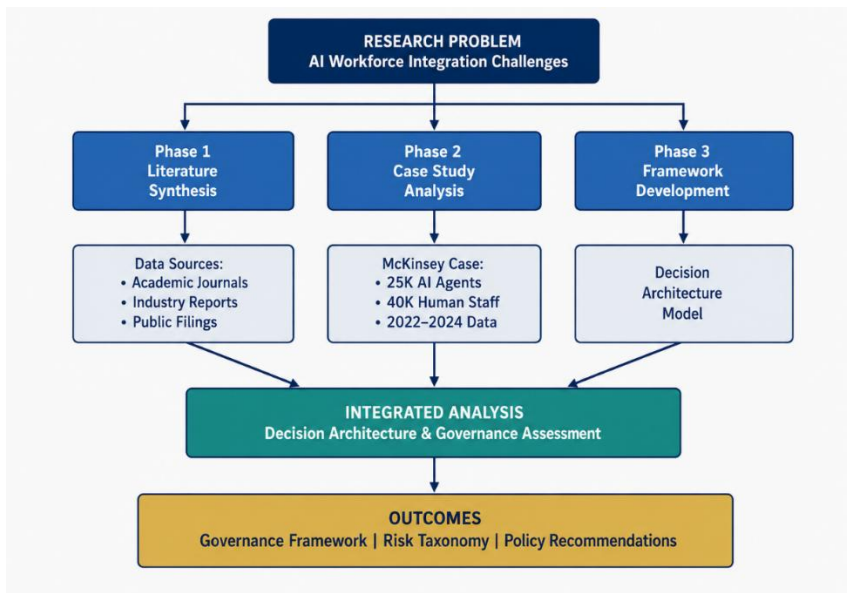 RESEARCH PROBLEM
AI Workforce Integration Challenges
Phase 1
Literature
Synthesis
Phase 2
Case Study
Analysis
Phase 3
Framework
Development
Data Sources:
• Academic Journals
• Industry Reports
• Public Filings
McKinsey Case:
• 25K AI Agents
• 40K Human Staff
• 2022–2024 Data
Decision
Architecture
Model
INTEGRATED ANALYSIS
Decision Architecture & Governance Assessment
OUTCOMES
Governance Framework | Risk Taxonomy | Policy Recommendations